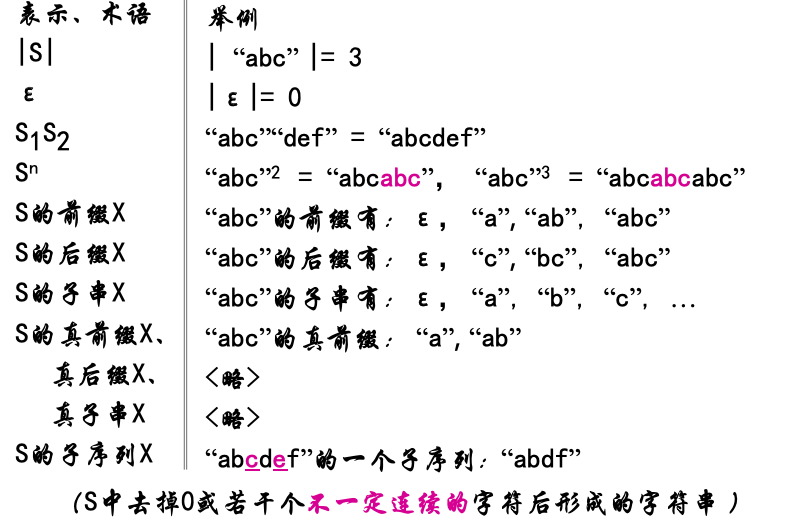 表示、术语 举例
|S| | “abc” |= 3
ε | ε |= 0
S1S2 “abc”“def” = “abcdef”
Sⁿ “abc”² = “abcabc”， “abc”³ = “abcabcabc”
S的前缀X “abc”的前缀有： ε， “a”,“ab”, “abc”
S的后缀X “abc”的后缀有： ε， “c”,“bc”, “abc”
S的子串X “abc”的子串有： ε， “a”, “b”, “c”, …
S的真前缀X、 “abc”的真前缀： “a”,“ab”
真后缀X、 <略>
真子串X <略>
S的子序列X “abcdef”的一个子序列：“abdf”
(S中去掉0或若干个不一定连续的字符后形成的字符串 )